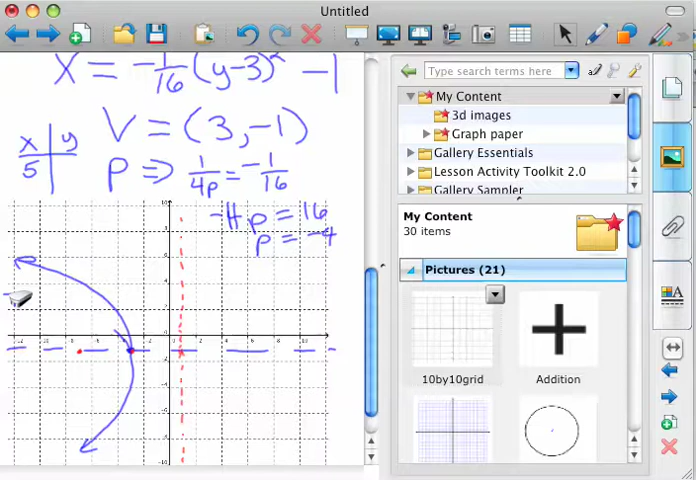 Untitled
X = -1/16 (y-3)² -1
V = (3, -1)
x | y
5
P => 1/4p = -1/16
-4p = 16
p = -4
Type search terms here
My Content
3d images
Graph paper
Gallery Essentials
Lesson Activity Toolkit 2.0
Gallery Sampler
My Content
30 items
Pictures (21)
10by10grid
Addition